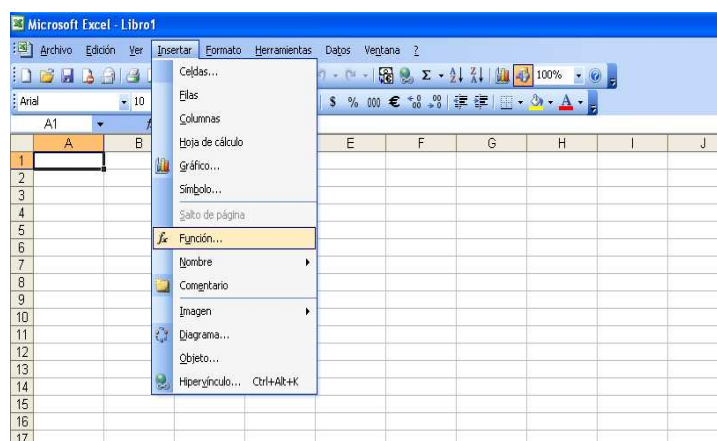 Microsoft Excel - Libro1
Archivo Edición Ver Insertar Formato Herramientas Datos Ventana ?
Σ 100%
Arial 10 $ % 000 €
A1
A B E F G H I J
Celdas...
Filas
Columnas
Hoja de cálculo
Gráfico...
Símbolo...
Salto de página
fx Función...
Nombre
Comentario
Imagen
Diagrama...
Objeto...
Hipervínculo... Ctrl+Alt+K
1
2
3
4
5
6
7
8
9
10
11
12
13
14
15
16
17